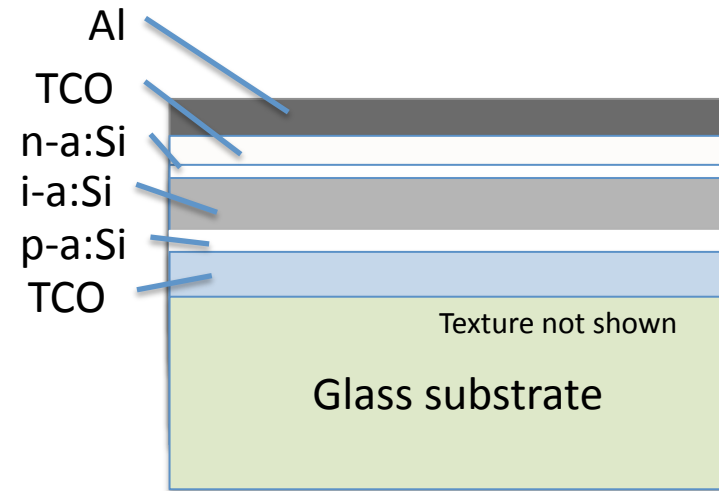 Al
TCO
n-a:Si
i-a:Si
p-a:Si
TCO
Texture not shown
Glass substrate